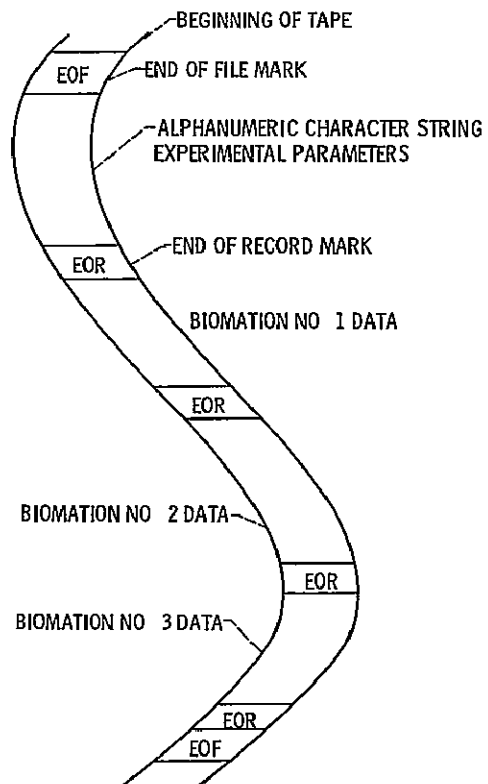 BEGINNING OF TAPE
EOF
END OF FILE MARK
ALPHANUMERIC CHARACTER STRING
EXPERIMENTAL PARAMETERS
END OF RECORD MARK
EOR
BIOMATION NO 1 DATA
EOR
BIOMATION NO 2 DATA
EOR
BIOMATION NO 3 DATA
EOR
EOF